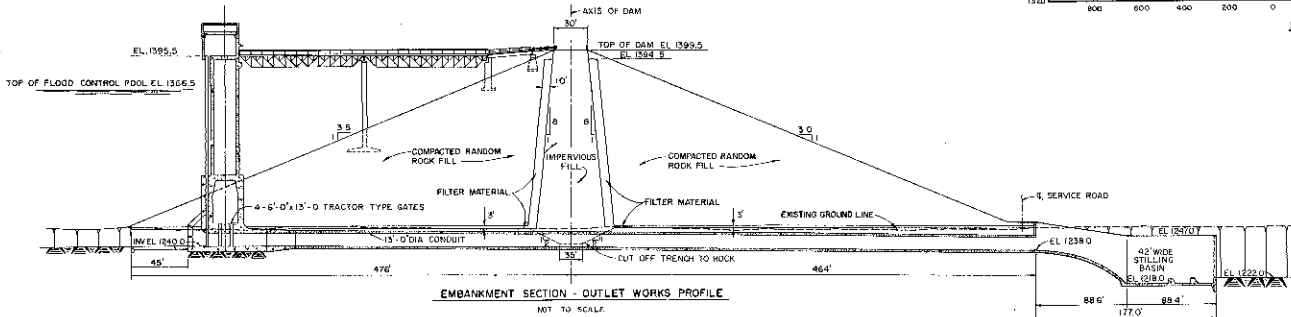 AXIS OF DAM
30'
800 600 400 200 0
EL. 1395.5
TOP OF DAM EL 1399.5
EL 1394.5
TOP OF FLOOD CONTROL POOL EL. 1366.5
10'
3.5
1
8 8
1 1
3.0
1
COMPACTED RANDOM
ROCK FILL
IMPERVIOUS
FILL
COMPACTED RANDOM
ROCK FILL
FILTER MATERIAL
FILTER MATERIAL
℄ SERVICE ROAD
4-6'-0"x13'-0 TRACTOR TYPE GATES
3'
3'
EXISTING GROUND LINE
INV EL 1240.0
13'-0"DIA CONDUIT
EL 1238.0
EL 1247.0
42' WIDE
STILLING
BASIN
EL 1218.0
EL 1222.0
35'
CUT OFF TRENCH TO ROCK
45'
476'
464'
88.6'
88.4'
177.0'
EMBANKMENT SECTION - OUTLET WORKS PROFILE
NOT TO SCALE